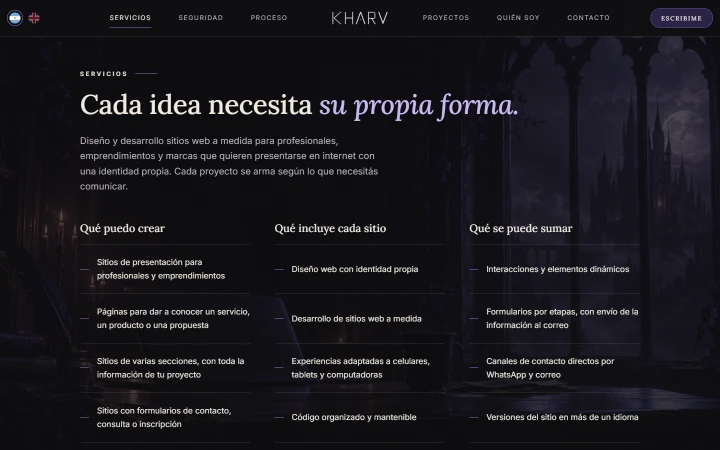 SERVICIOS
SEGURIDAD
PROCESO
KHARV
PROYECTOS
QUIÉN SOY
CONTACTO
ESCRIBIME
SERVICIOS
Cada idea necesita su propia forma.
Diseño y desarrollo sitios web a medida para profesionales,
emprendimientos y marcas que quieren presentarse en internet con
una identidad propia. Cada proyecto se arma según lo que necesitás
comunicar.
Qué puedo crear
Sitios de presentación para
profesionales y emprendimientos
Páginas para dar a conocer un servicio,
un producto o una propuesta
Sitios de varias secciones, con toda la
información de tu proyecto
Sitios con formularios de contacto,
consulta o inscripción
Qué incluye cada sitio
Diseño web con identidad propia
Desarrollo de sitios web a medida
Experiencias adaptadas a celulares,
tablets y computadoras
Código organizado y mantenible
Qué se puede sumar
Interacciones y elementos dinámicos
Formularios por etapas, con envío de la
información al correo
Canales de contacto directos por
WhatsApp y correo
Versiones del sitio en más de un idioma